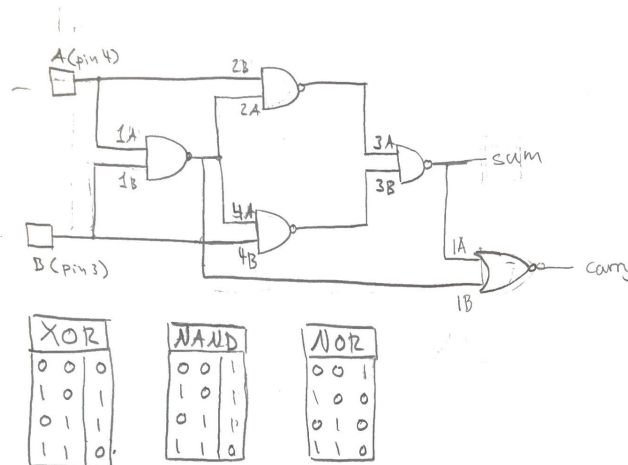 A (pin 4)
2B
2A
1A
1B
3A
3B
sum
4A
4B
B (pin 3)
1A
1B
carry
XOR
0 0 0
1 0 1
0 1 1
1 1 0
NAND
0 0 1
1 0 1
0 1 1
1 1 0
NOR
0 0 1
1 0 0
0 1 0
1 1 0